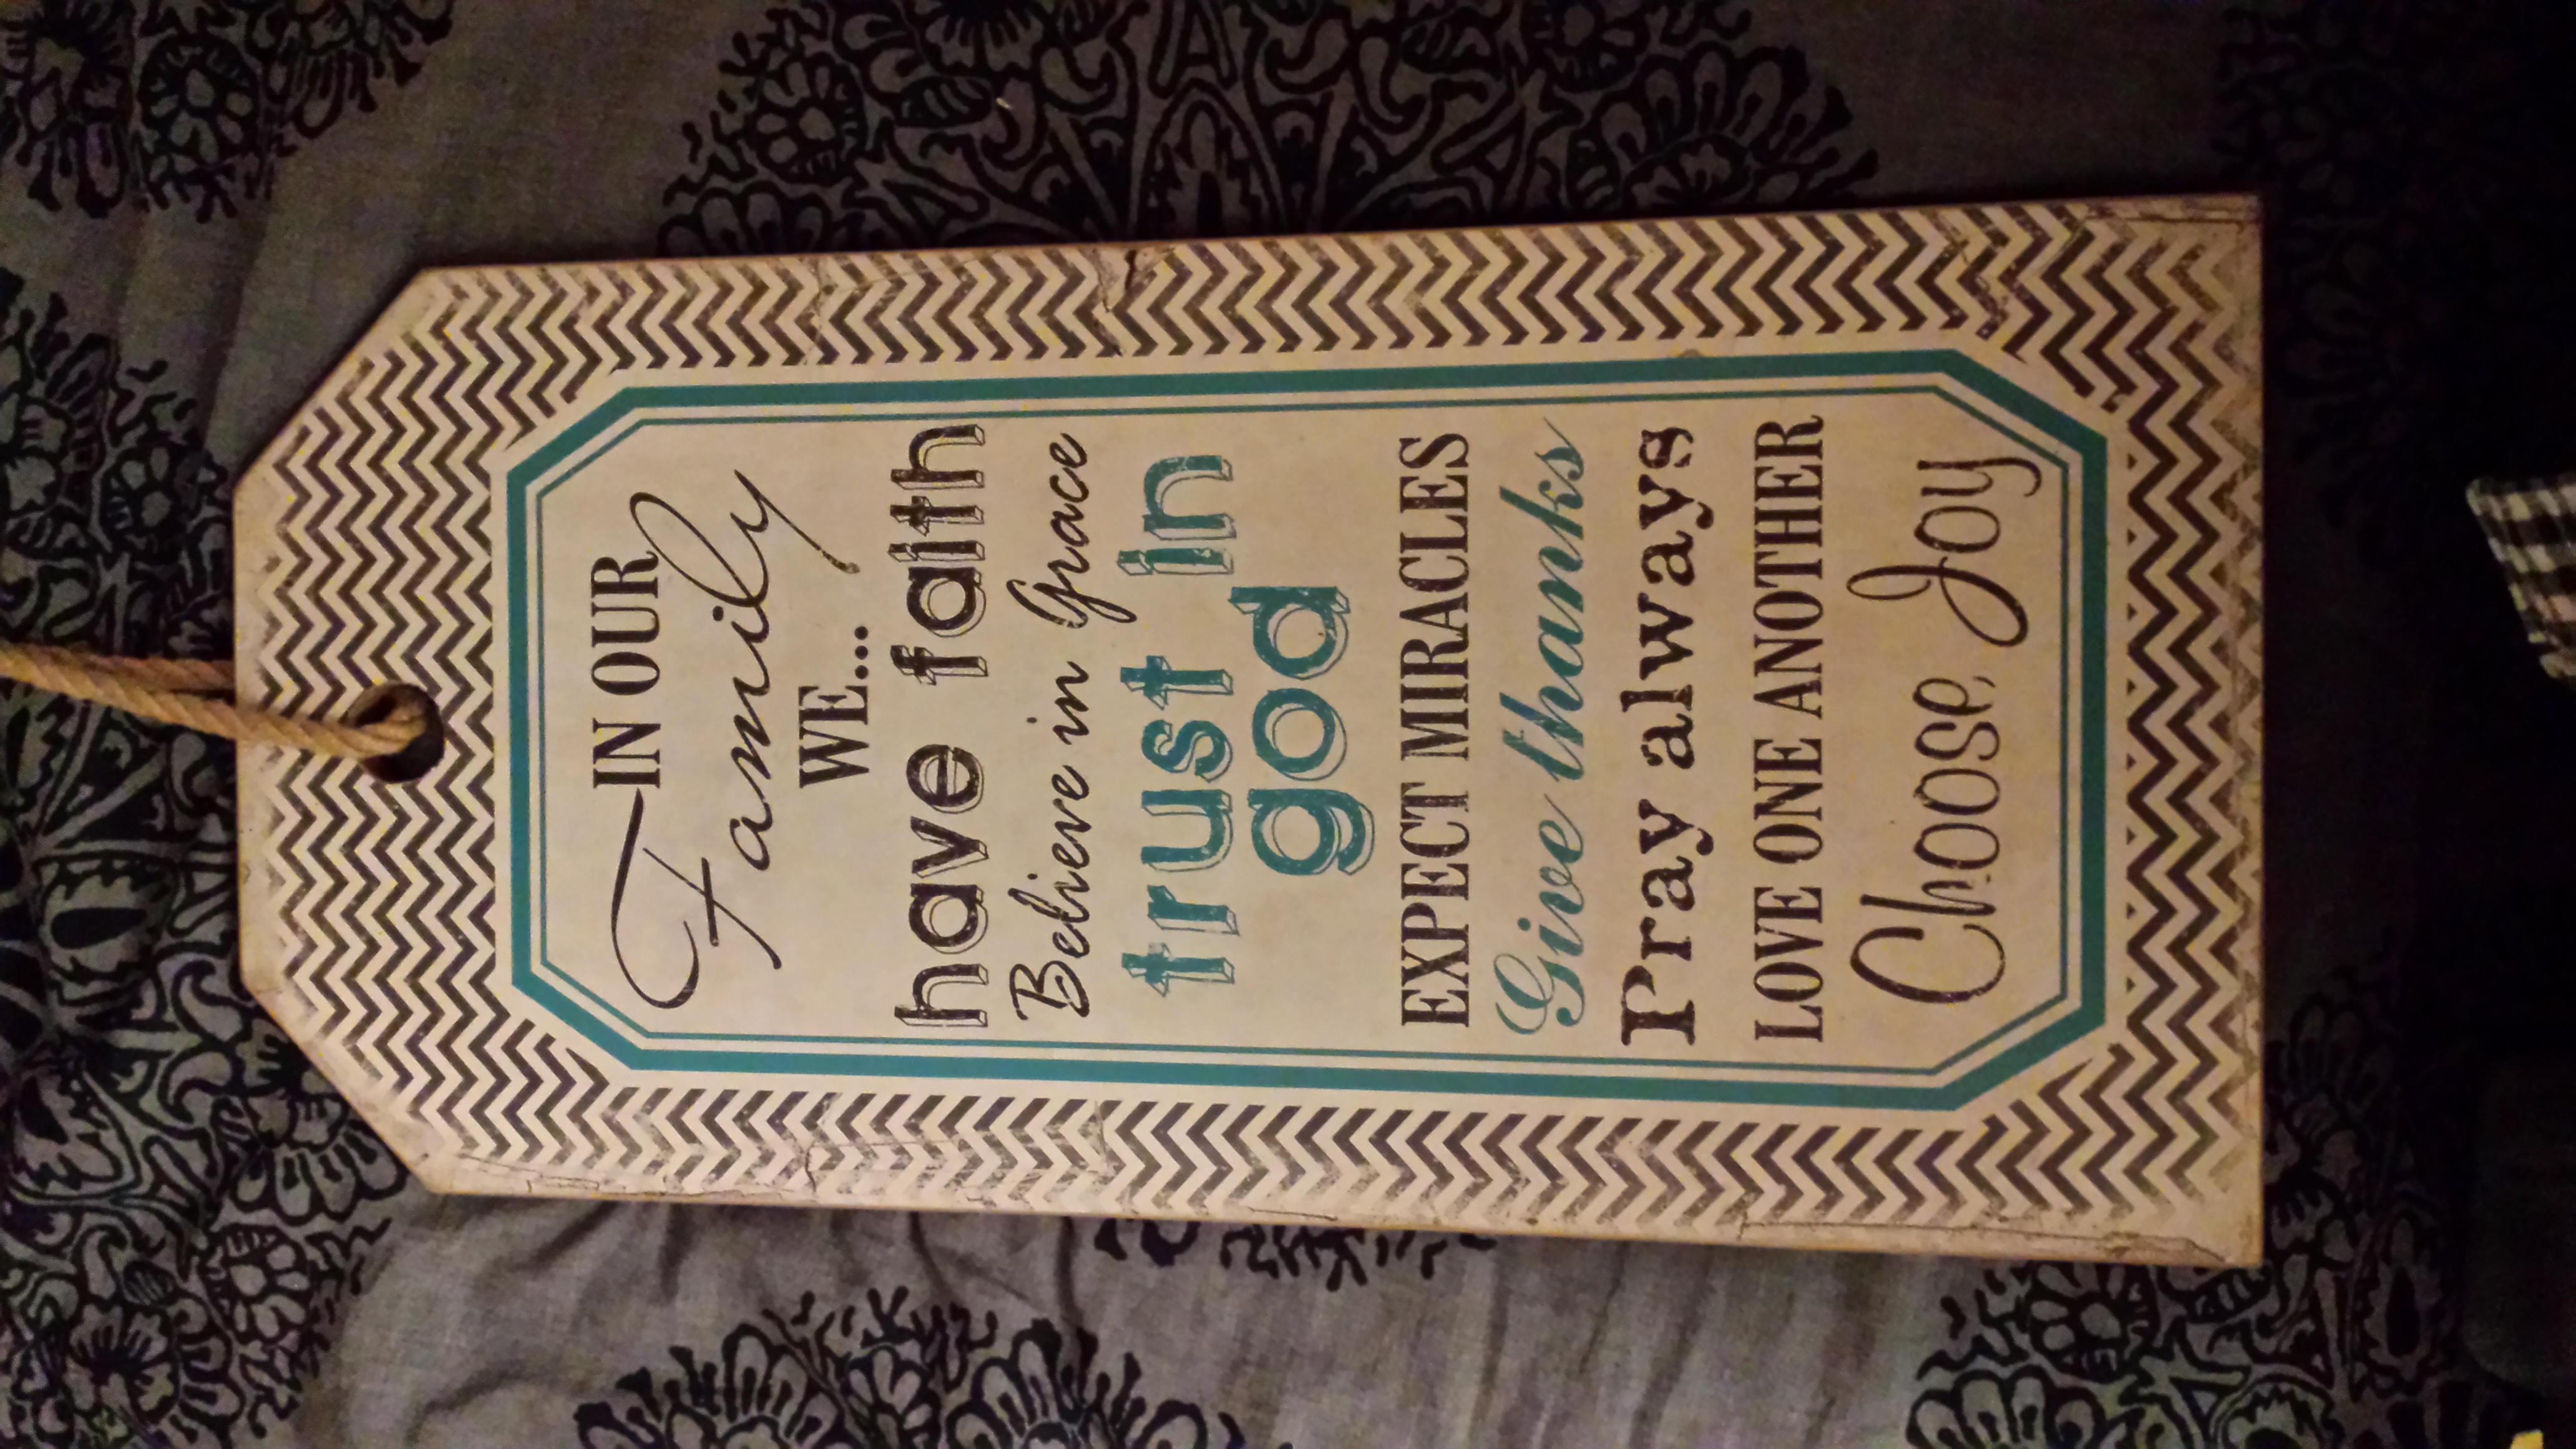 IN OUR
Family
WE...
have faith
Believe in Grace
trust in
god
EXPECT MIRACLES
Give thanks
Pray always
LOVE ONE ANOTHER
Choose Joy